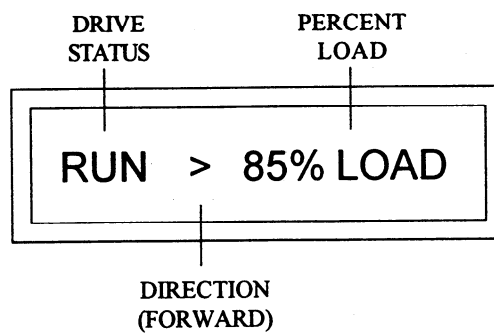 DRIVE STATUS
PERCENT LOAD
RUN > 85% LOAD
DIRECTION
(FORWARD)